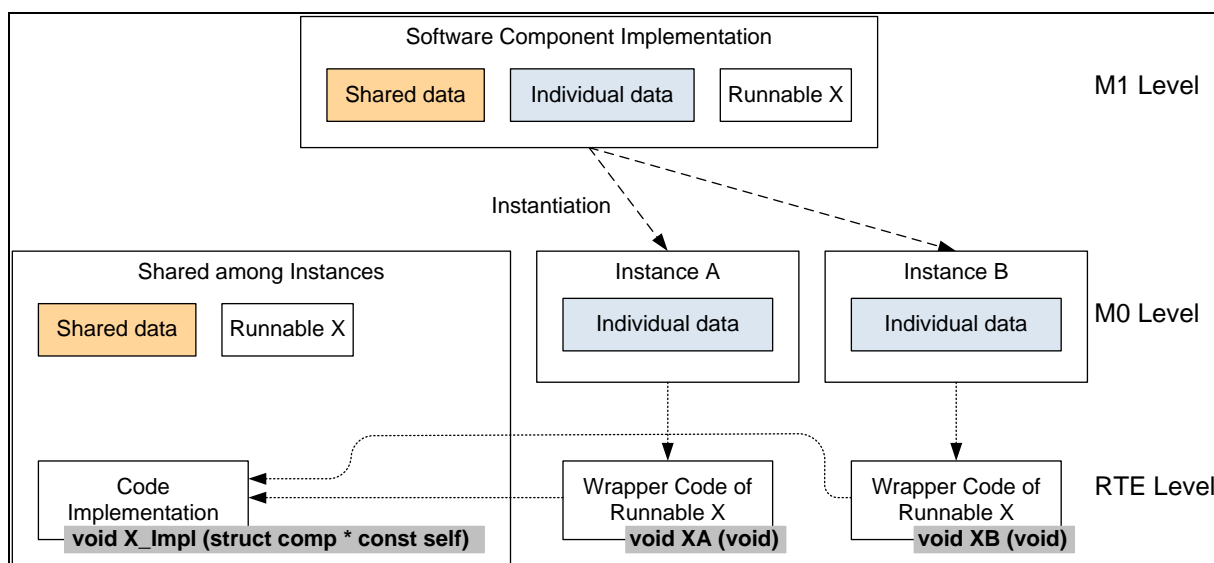 Software Component Implementation
Shared data
Individual data
Runnable X
M1 Level
Instantiation
Shared among Instances
Instance A
Instance B
Shared data
Runnable X
Individual data
Individual data
M0 Level
Code
Implementation
void X_Impl (struct comp * const self)
Wrapper Code of
Runnable X
void XA (void)
Wrapper Code of
Runnable X
void XB (void)
RTE Level